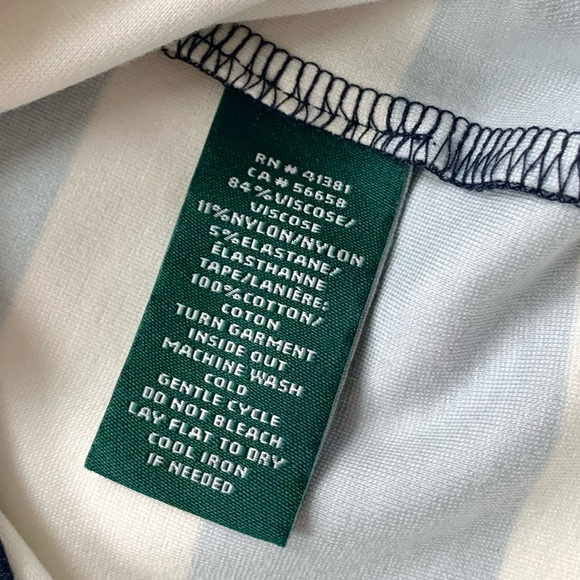 RN # 41381
CA # 56658
84%VISCOSE/
VISCOSE
11%NYLON/NYLON
5%ELASTANE/
ÉLASTHANNE
TAPE/LANIÈRE:
100%COTTON/
COTON
TURN GARMENT
INSIDE OUT
MACHINE WASH
COLD
GENTLE CYCLE
DO NOT BLEACH
LAY FLAT TO DRY
COOL IRON
IF NEEDED